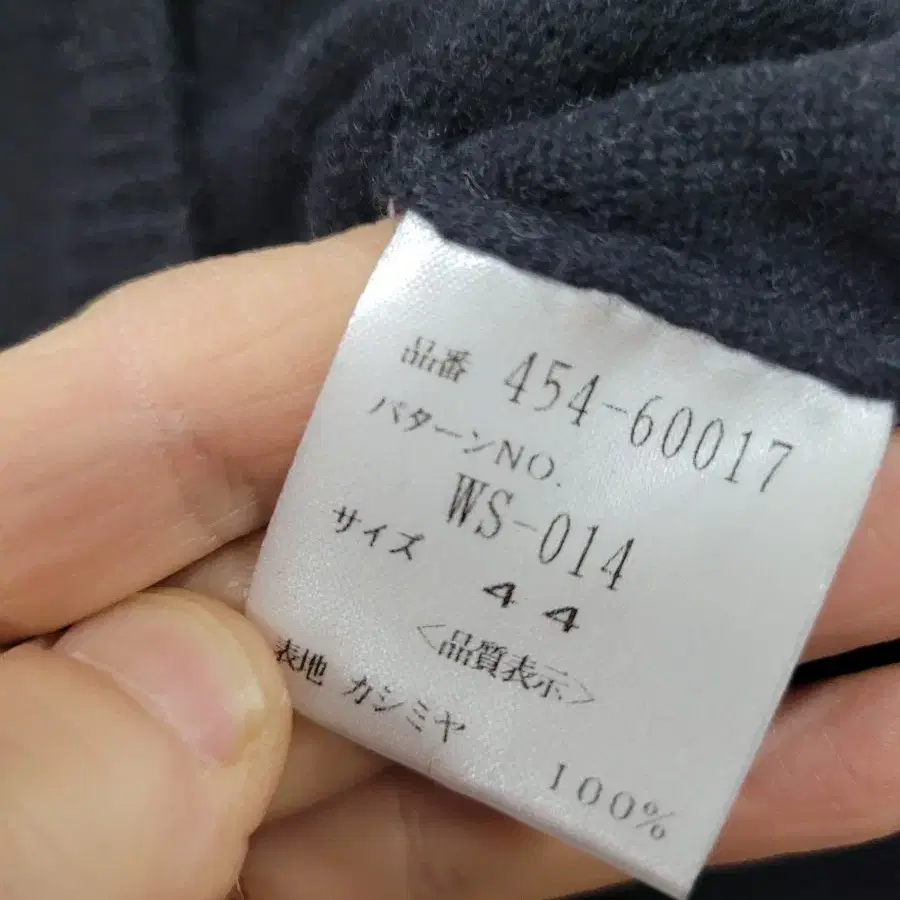 品番 454-60017
パターンNO.
WS-014
サイズ 44
<品質表示>
表地 カシミヤ
100%